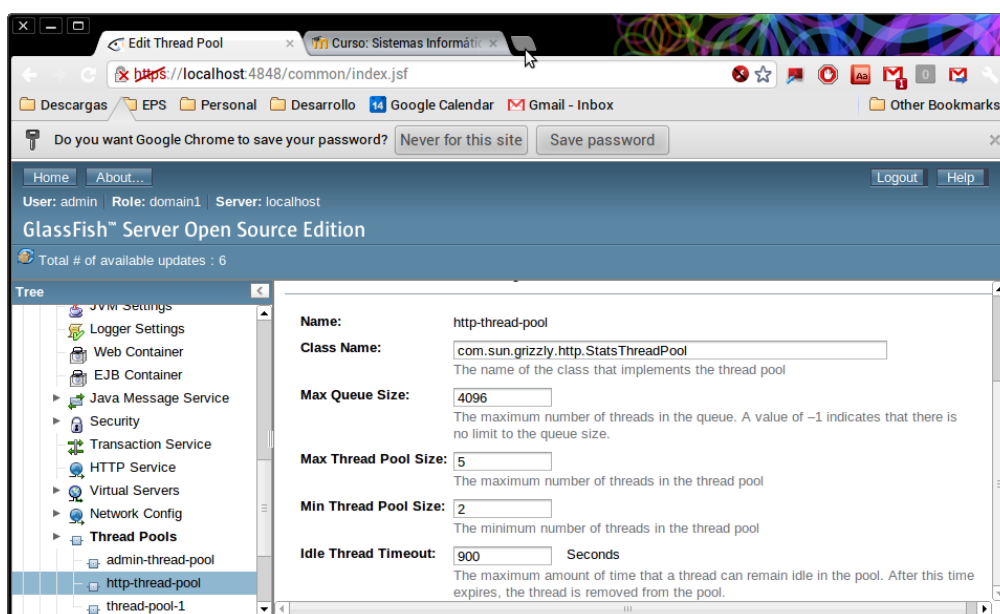 Edit Thread Pool
Curso: Sistemas Informátic
https://localhost:4848/common/index.jsf
Aa
1
0
Descargas
EPS
Personal
Desarrollo
14 Google Calendar
Gmail - Inbox
Other Bookmarks
Do you want Google Chrome to save your password?
Never for this site
Save password
Home
About...
Logout
Help
User: admin
Role: domain1
Server: localhost
GlassFish™ Server Open Source Edition
Total # of available updates : 6
Tree
JVM Settings
Logger Settings
Web Container
EJB Container
Java Message Service
Security
Transaction Service
HTTP Service
Virtual Servers
Network Config
Thread Pools
admin-thread-pool
http-thread-pool
thread-pool-1
Name: http-thread-pool
Class Name: com.sun.grizzly.http.StatsThreadPool
The name of the class that implements the thread pool
Max Queue Size: 4096
The maximum number of threads in the queue. A value of –1 indicates that there is
no limit to the queue size.
Max Thread Pool Size: 5
The maximum number of threads in the thread pool
Min Thread Pool Size: 2
The minimum number of threads in the thread pool
Idle Thread Timeout: 900 Seconds
The maximum amount of time that a thread can remain idle in the pool. After this time
expires, the thread is removed from the pool.